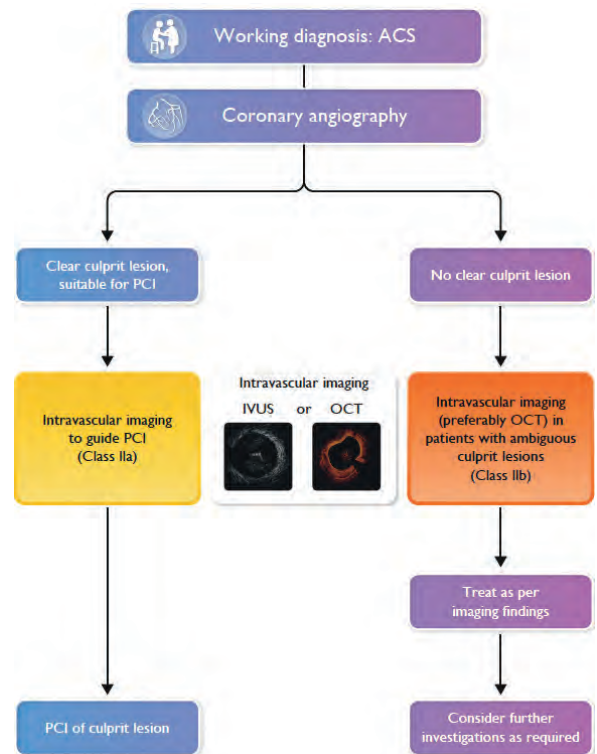 Working diagnosis: ACS
Coronary angiography
Clear culprit lesion,
suitable for PCI
No clear culprit lesion
Intravascular imaging
to guide PCI
(Class IIa)
Intravascular imaging
IVUS or OCT
Intravascular imaging
(preferably OCT) in
patients with ambiguous
culprit lesions
(Class IIb)
Treat as per
imaging findings
PCI of culprit lesion
Consider further
investigations as required